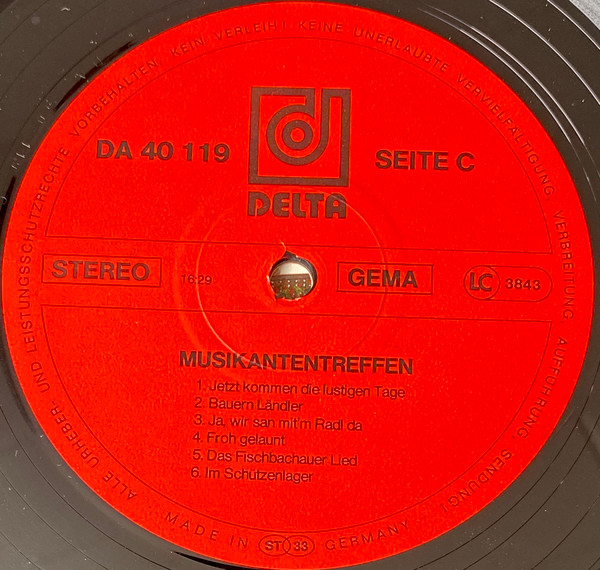 ALLE URHEBER UND LEISTUNGSSCHUTZRECHTE VORBEHALTEN KEIN VERLEIH! KEINE UNERLAUBTE VERVIELFÄLTIGUNG VERBREITUNG AUFFÜHRUNG SENDUNG!
DA 40 119
DELTA
SEITE C
STEREO
16:29
GEMA
LC 3843
MUSIKANTENTREFFEN
1. Jetzt kommen die lustigen Tage
2. Bauern Ländler
3. Ja, wir san mit'm Radl da
4. Froh gelaunt
5. Das Fischbachauer Lied
6. Im Schützenlager
MADE IN ST 33 GERMANY